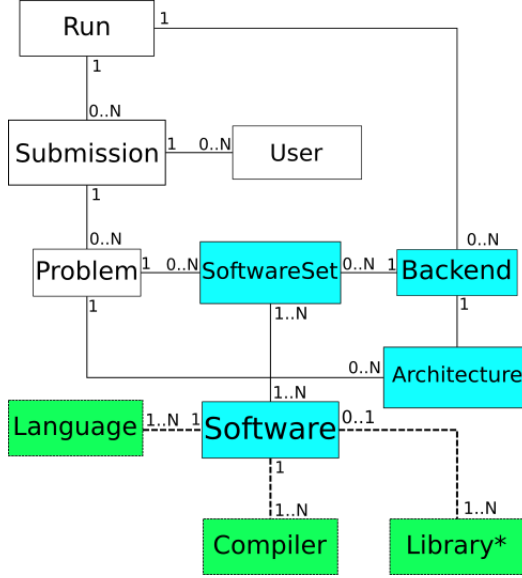 Run
1
1
0..N
Submission
1
0..N
User
1
0..N
0..N
Problem
1
0..N
SoftwareSet
0..N
1
Backend
1
1..N
1
0..N
Architecture
1..N
Language
1..N
1
Software
0..1
1
1..N
1..N
Compiler
Library*